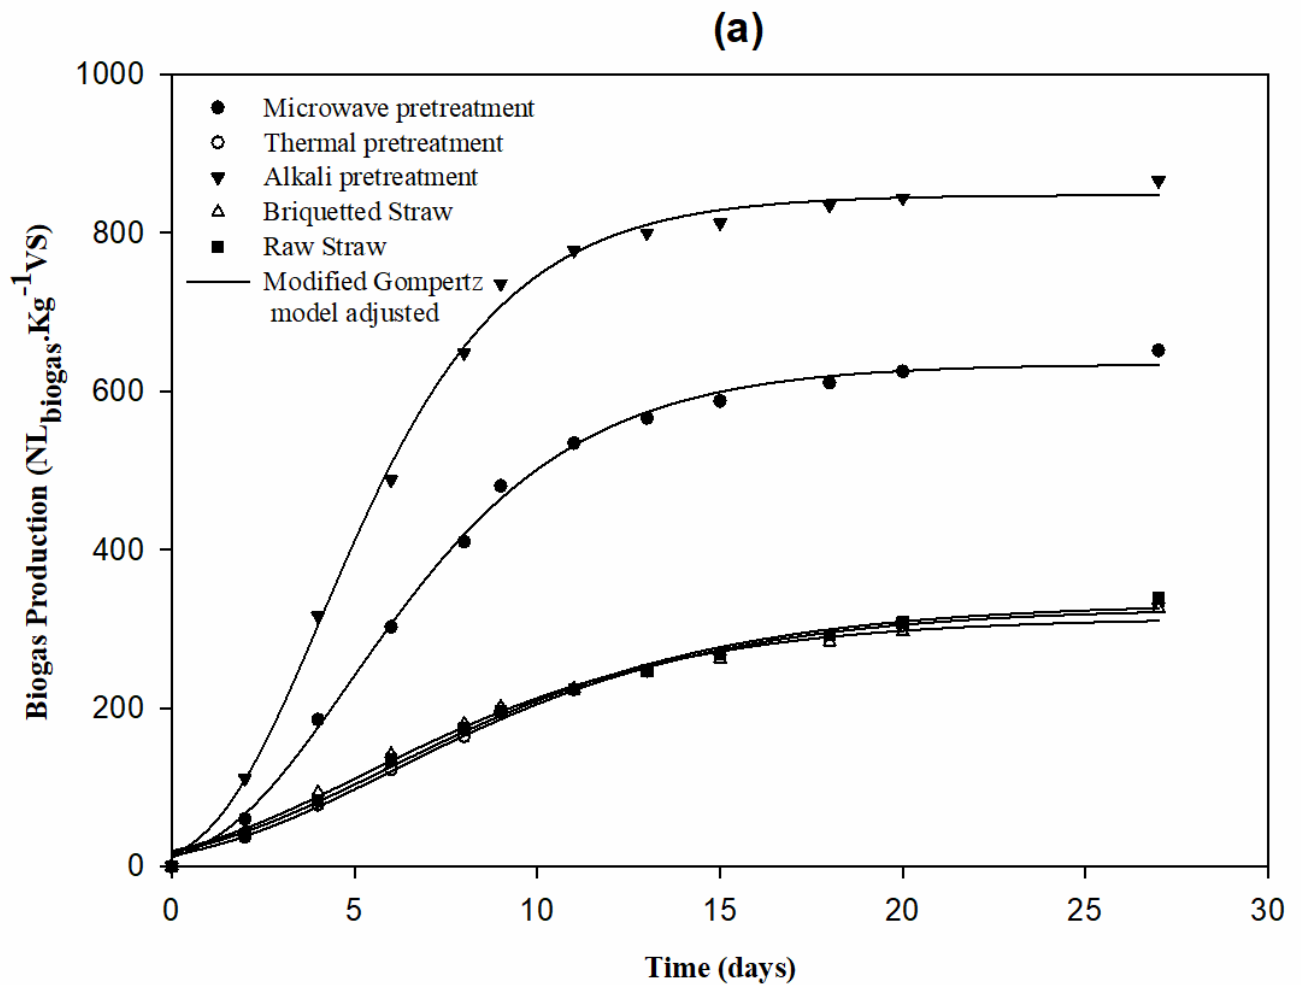 (a)
1000
800
600
400
200
0
Biogas Production (NLbiogas.Kg-1VS)
Microwave pretreatment
Thermal pretreatment
Alkali pretreatment
Briquetted Straw
Raw Straw
Modified Gompertz
model adjusted
0 5 10 15 20 25 30
Time (days)